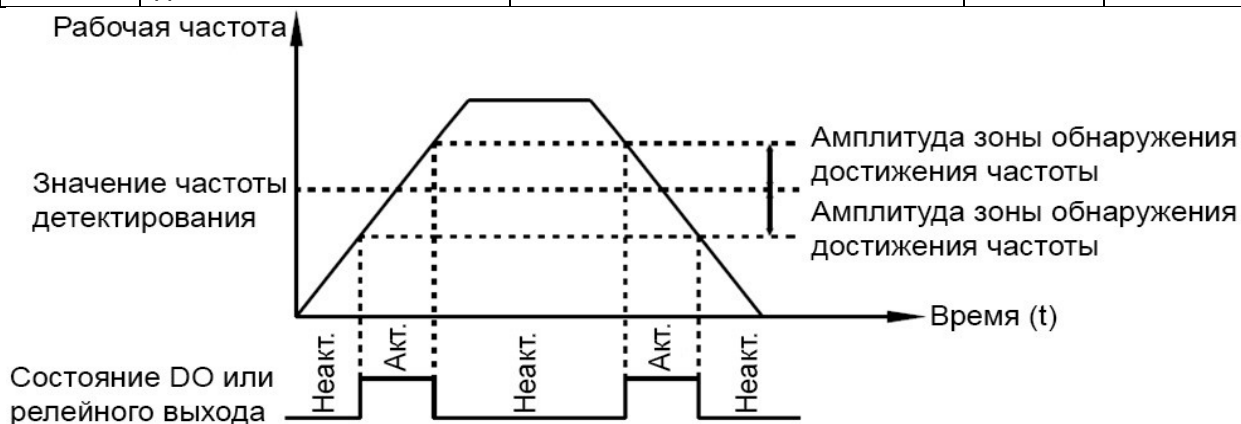 Рабочая частота
Амплитуда зоны обнаружения
достижения частоты
Значение частоты
детектирования
Амплитуда зоны обнаружения
достижения частоты
Время (t)
Неакт.
Акт.
Неакт.
Акт.
Неакт.
Состояние DO или
релейного выхода